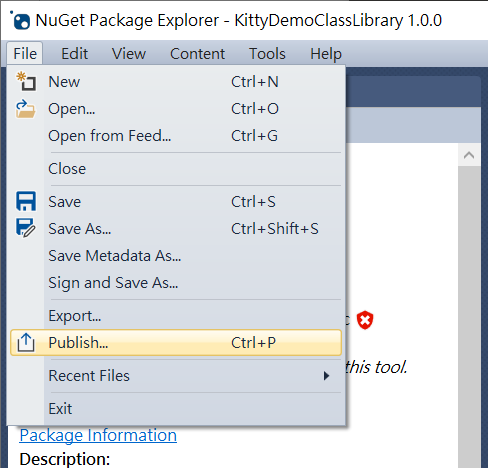 NuGet Package Explorer - KittyDemoClassLibrary 1.0.0
File Edit View Content Tools Help
New Ctrl+N
Open... Ctrl+O
Open from Feed... Ctrl+G
Close
Save Ctrl+S
Save As... Ctrl+Shift+S
Save Metadata As...
Sign and Save As...
Export...
Publish... Ctrl+P
this tool.
Recent Files
Exit
Package Information
Description: